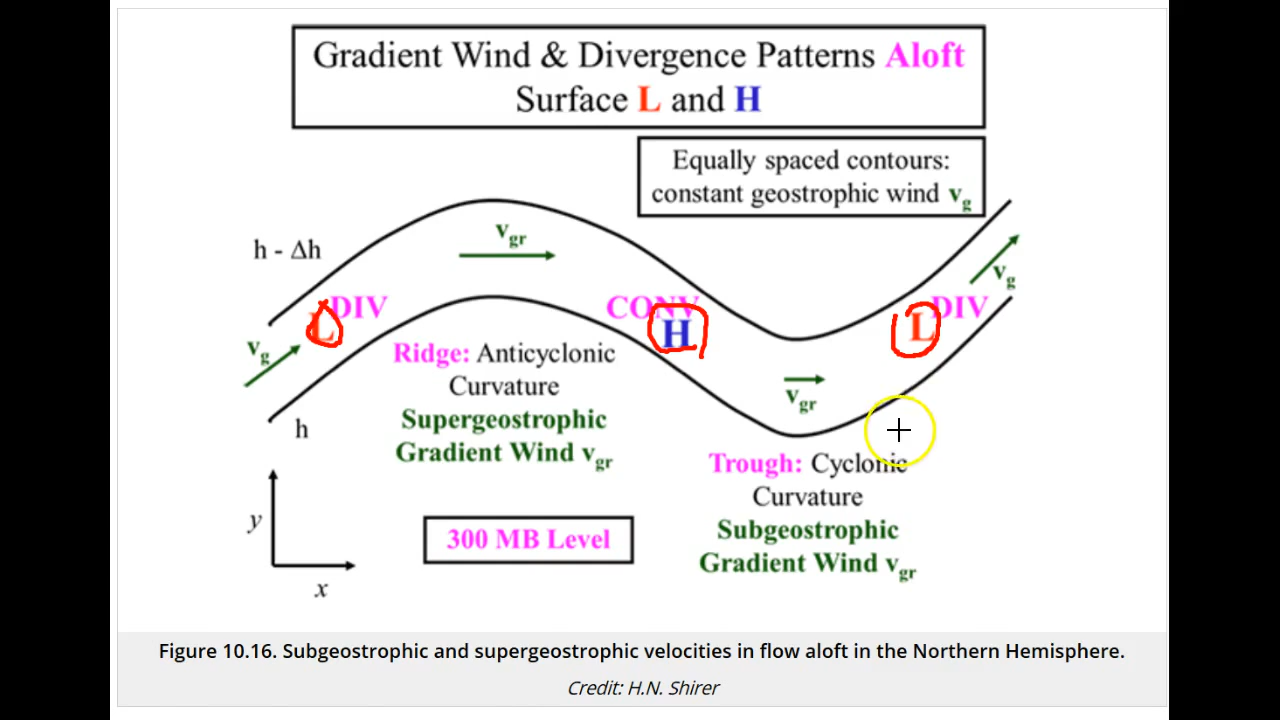 Gradient Wind & Divergence Patterns Aloft
Surface L and H
Equally spaced contours:
constant geostrophic wind vg
h - Δh
vgr
vg
DIV
L
CONV
H
DIV
L
vg
vg
h
Ridge: Anticyclonic
Curvature
Supergeostrophic
Gradient Wind vgr
vgr
Trough: Cyclonic
Curvature
Subgeostrophic
Gradient Wind vgr
300 MB Level
y
x
Figure 10.16. Subgeostrophic and supergeostrophic velocities in flow aloft in the Northern Hemisphere.
Credit: H.N. Shirer